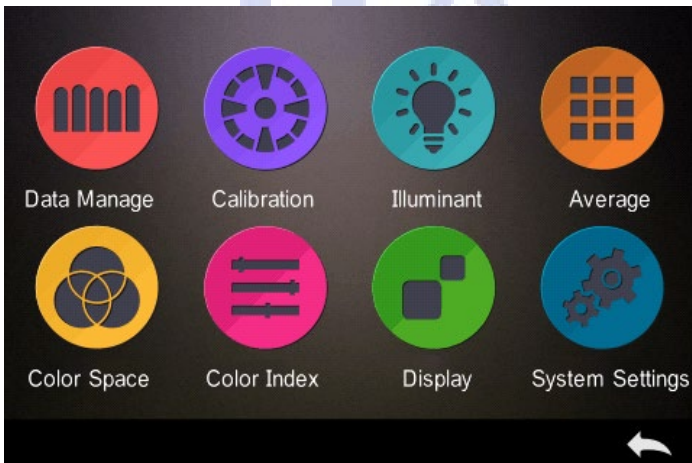 Data Manage
Calibration
Illuminant
Average
Color Space
Color Index
Display
System Settings